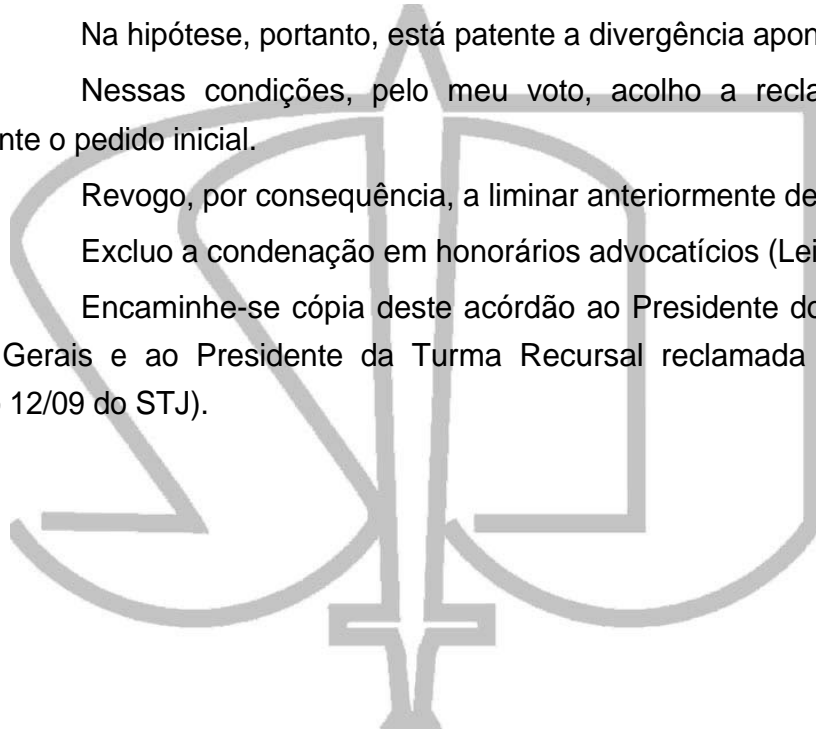 Na hipótese, portanto, está patente a divergência apon
Nessas condições, pelo meu voto, acolho a recla
nte o pedido inicial.
Revogo, por consequência, a liminar anteriormente de
Excluo a condenação em honorários advocatícios (Lei
Encaminhe-se cópia deste acórdão ao Presidente do
Gerais e ao Presidente da Turma Recursal reclamada
12/09 do STJ).